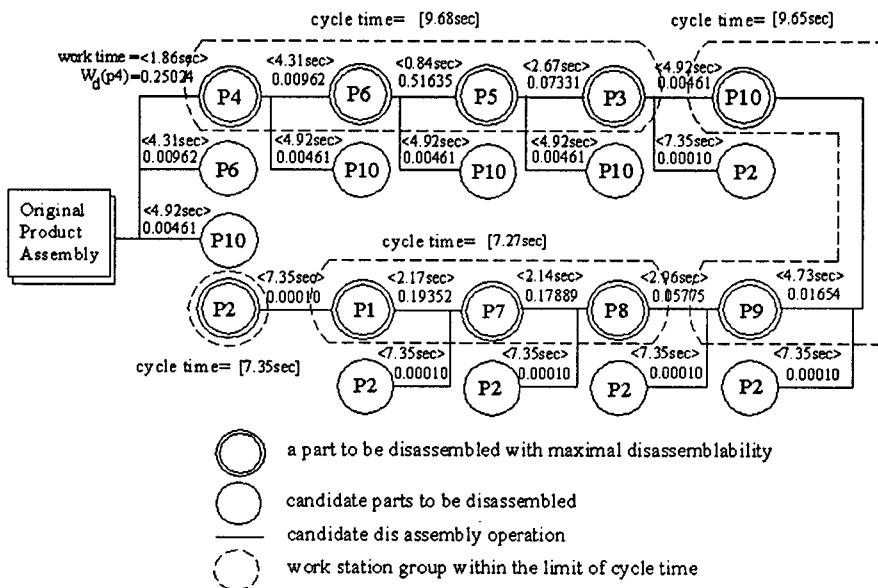 cycle time= [9.68sec]
cycle time= [9.65sec]
work time =<1.86sec>
Wd(p4)=0.25024
<4.31sec>
0.00962
<0.84sec>
0.51635
<2.67sec>
0.07331
<4.92sec>
0.00461
P4
P6
P5
P3
P10
<4.31sec>
0.00962
<4.92sec>
0.00461
<4.92sec>
0.00461
<4.92sec>
0.00461
<7.35sec>
0.00010
P6
P10
P10
P10
P2
Original
Product
Assembly
<4.92sec>
0.00461
P10
cycle time= [7.27sec]
<7.35sec>
0.00010
<2.17sec>
0.19352
<2.14sec>
0.17889
<2.96sec>
0.05775
<4.73sec>
0.01654
P2
P1
P7
P8
P9
cycle time= [7.35sec]
<7.35sec>
0.00010
<7.35sec>
0.00010
<7.35sec>
0.00010
<7.35sec>
0.00010
P2
P2
P2
P2
a part to be disassembled with maximal disassemblability
candidate parts to be disassembled
candidate dis assembly operation
work station group within the limit of cycle time